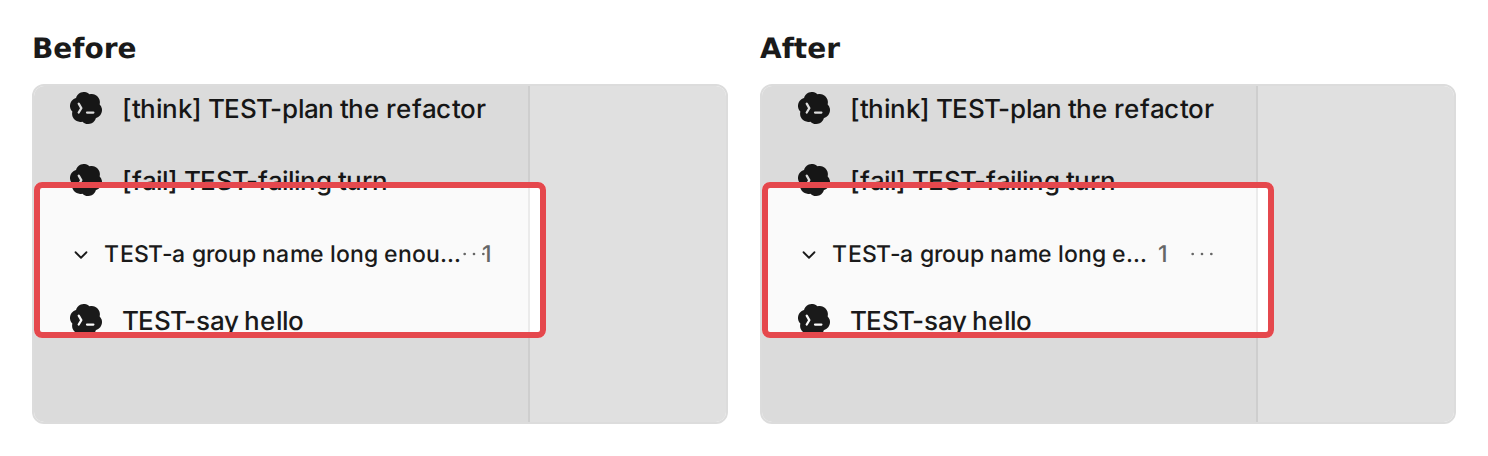 Before
[think] TEST-plan the refactor
[fail] TEST-failing turn
TEST-a group name long enou...···1
TEST-say hello
After
[think] TEST-plan the refactor
[fail] TEST-failing turn
TEST-a group name long e... 1 ···
TEST-say hello